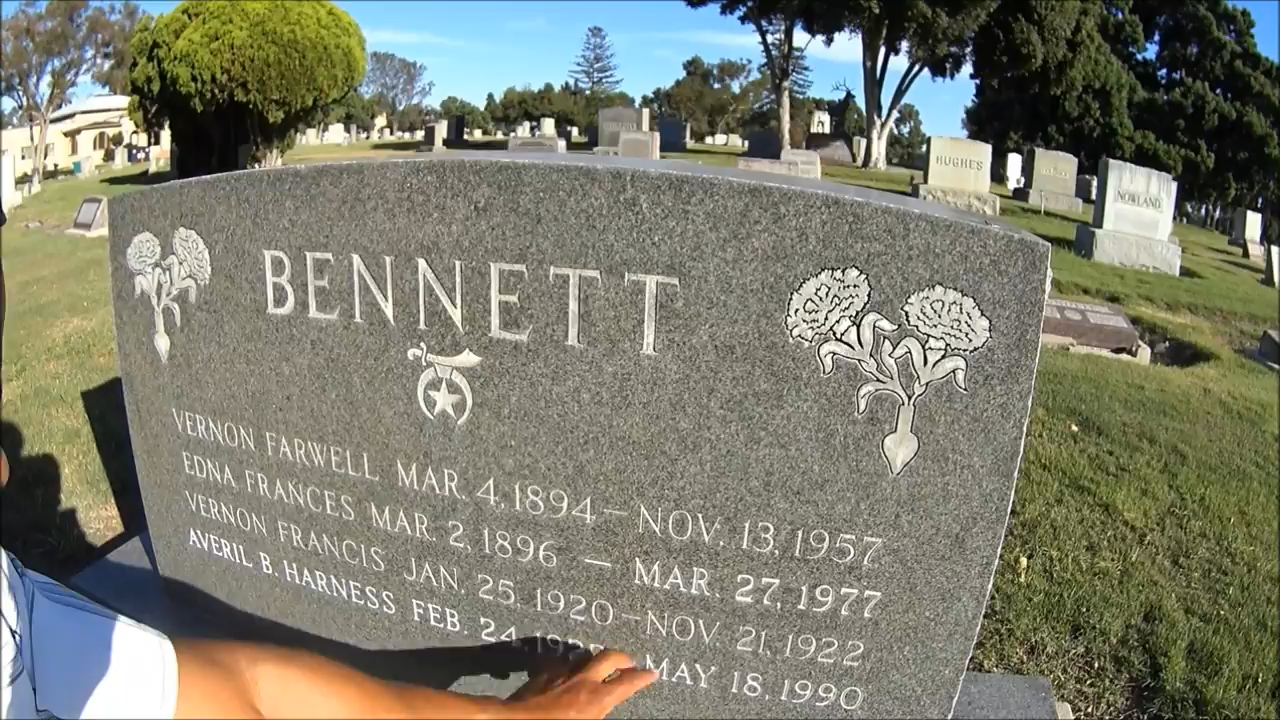 BENNETT
VERNON FARWELL MAR. 4, 1894 – NOV. 13, 1957
EDNA FRANCES MAR. 2, 1896 – MAR. 27, 1977
VERNON FRANCIS JAN. 25, 1920 – NOV. 21, 1922
AVERIL B. HARNESS FEB. 24, MAY 18, 1990
HUGHES
NOWLAND